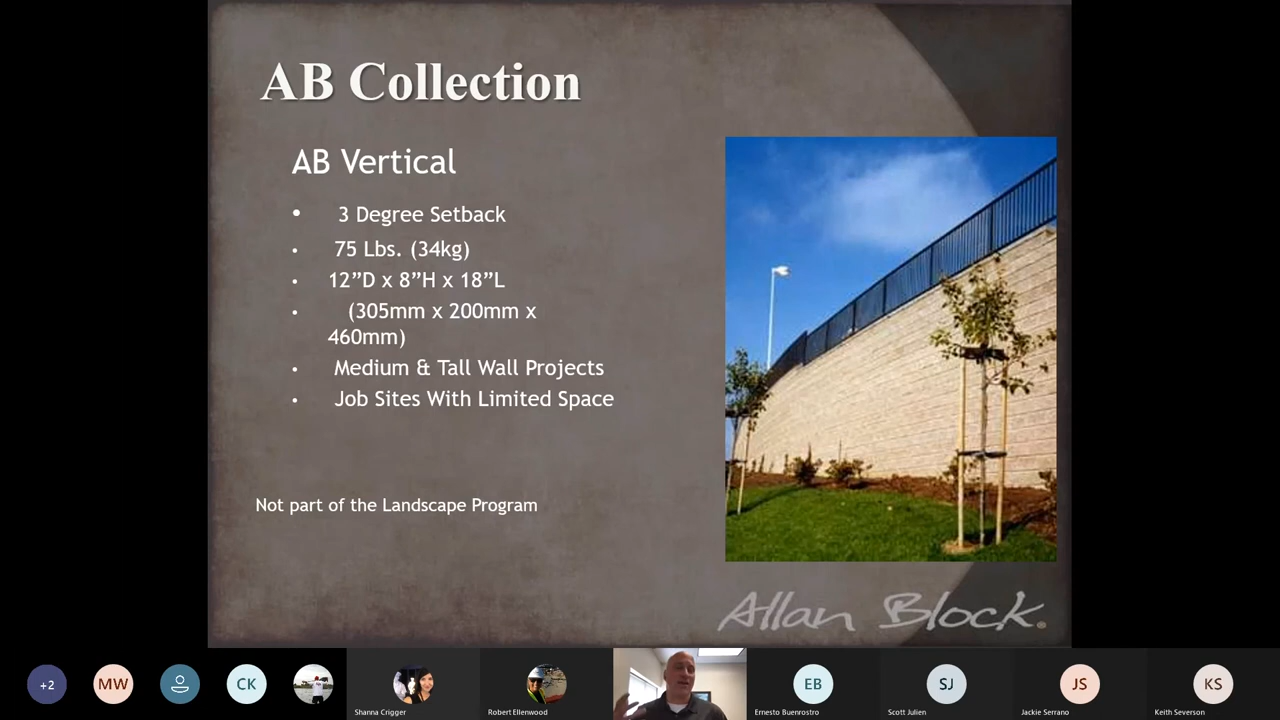 AB Collection
AB Vertical
• 3 Degree Setback
• 75 Lbs. (34kg)
• 12”D x 8”H x 18”L
• (305mm x 200mm x
460mm)
• Medium & Tall Wall Projects
• Job Sites With Limited Space
Not part of the Landscape Program
Allan Block.
+2
MW
CK
EB
SJ
JS
KS
Shanna Crigger
Robert Ellenwood
Ernesto Buenrostro
Scott Julien
Jackie Serrano
Keith Severson